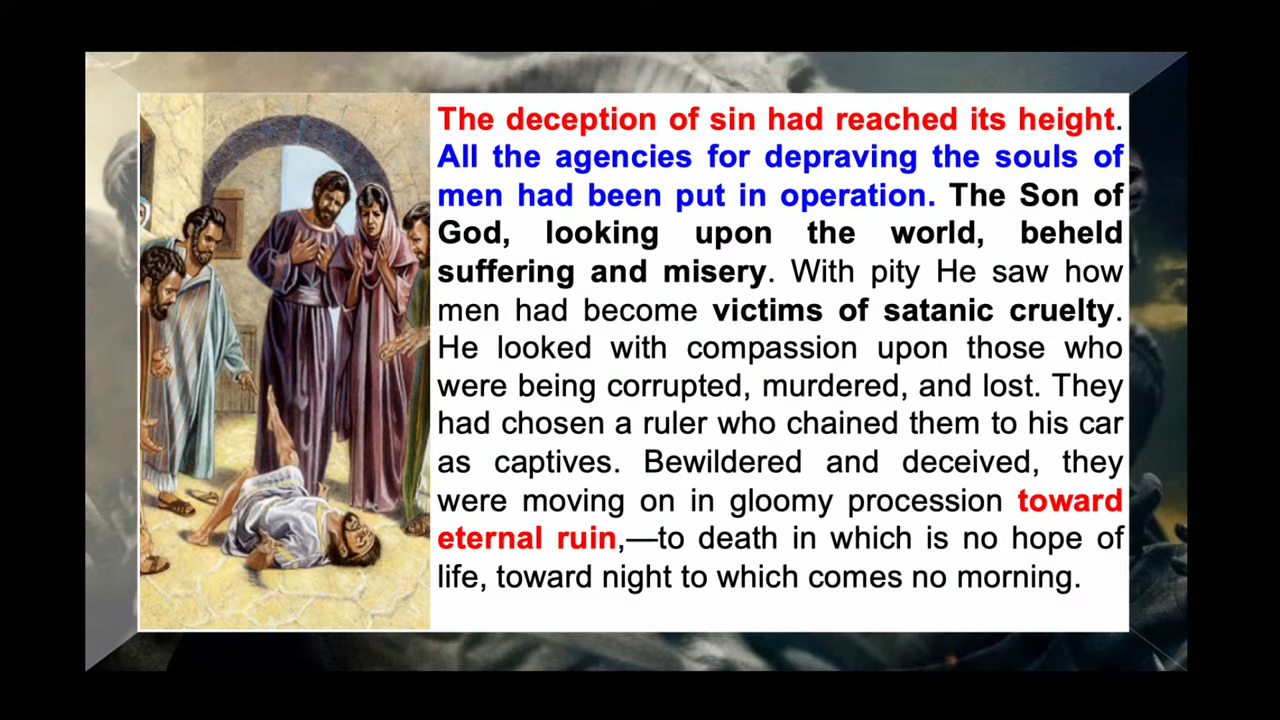 The deception of sin had reached its height.
All the agencies for depraving the souls of
men had been put in operation. The Son of
God, looking upon the world, beheld
suffering and misery. With pity He saw how
men had become victims of satanic cruelty.
He looked with compassion upon those who
were being corrupted, murdered, and lost. They
had chosen a ruler who chained them to his car
as captives. Bewildered and deceived, they
were moving on in gloomy procession toward
eternal ruin,—to death in which is no hope of
life, toward night to which comes no morning.